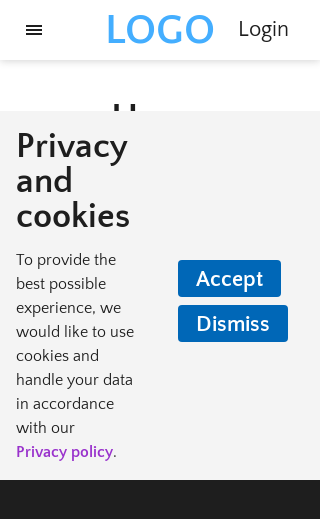 LOGO
Login
Privacy
and
cookies
To provide the
best possible
experience, we
would like to use
cookies and
handle your data
in accordance
with our
Privacy policy.
Accept
Dismiss